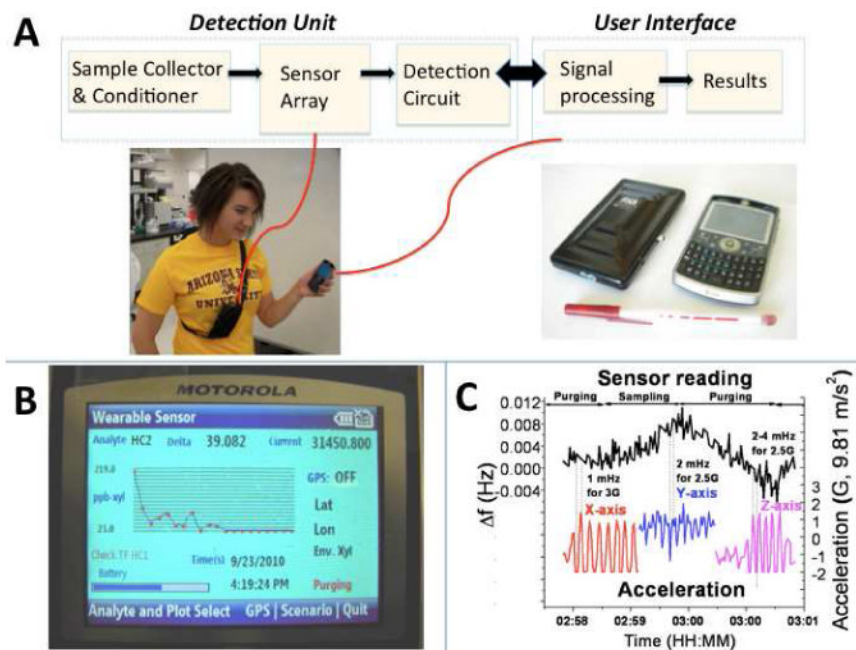 A
Detection Unit
User Interface
Sample Collector
& Conditioner
Sensor
Array
Detection
Circuit
Signal
processing
Results
ARIZONA
UNIVERSITY
B
MOTOROLA
Wearable Sensor
Analyte HC2 Delta 39.082 Current 31450.800
219.0
ppb-xyl
21.0
GPS: OFF
Lat
Lon
Env. Xyl
Check TF HC1
Battery
Time(s) 9/23/2010
4:19:24 PM
Purging
Analyte and Plot Select GPS | Scenario | Quit
C
Sensor reading
Purging Sampling Purging
0.012
0.008
0.004
0.000
-0.004
Δf (Hz)
1 mHz
for 3G
2 mHz
for 2.5G
2-4 mHz
for 2.5G
X-axis
Y-axis
Z-axis
3
2
1
0
-1
-2
Acceleration (G, 9.81 m/s²)
Acceleration
02:58 02:59 03:00 03:01
Time (HH:MM)